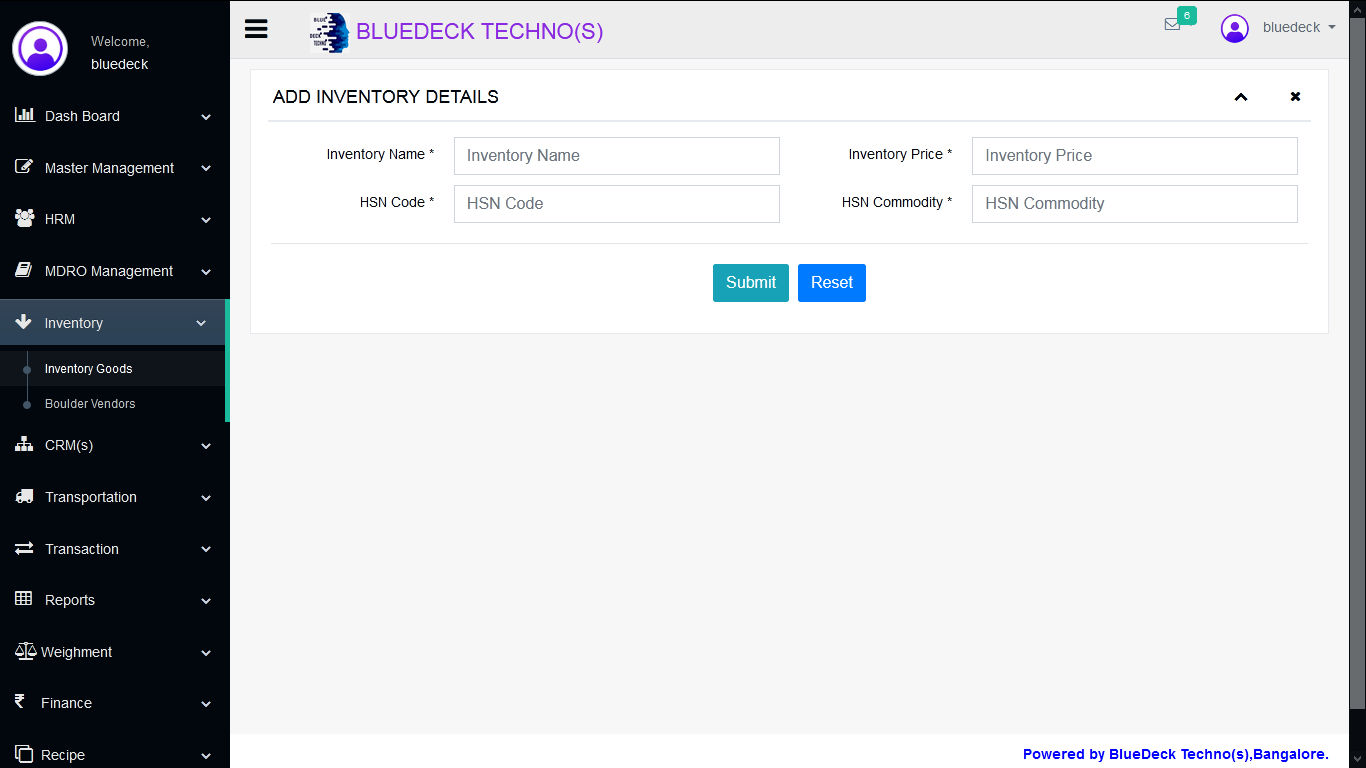 Welcome,
bluedeck
Dash Board
Master Management
HRM
MDRO Management
Inventory
Inventory Goods
Boulder Vendors
CRM(s)
Transportation
Transaction
Reports
Weighment
Finance
Recipe
BLUE
DECK
TECHNO
BLUEDECK TECHNO(S)
6
bluedeck
ADD INVENTORY DETAILS
Inventory Name * Inventory Name Inventory Price * Inventory Price
HSN Code * HSN Code HSN Commodity * HSN Commodity
Submit Reset
Powered by BlueDeck Techno(s),Bangalore.